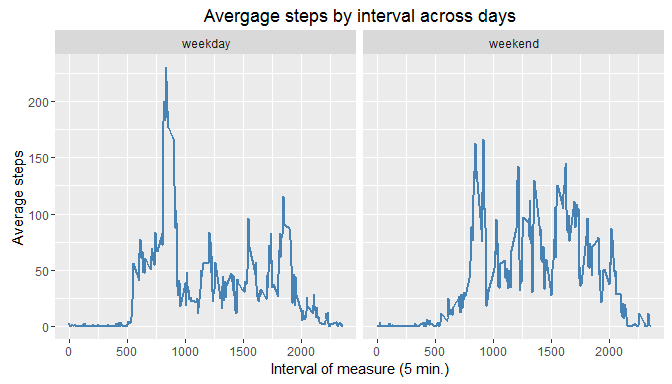 Avergage steps by interval across days
weekday
weekend
Average steps
200
150
100
50
0
0 500 1000 1500 2000
0 500 1000 1500 2000
Interval of measure (5 min.)